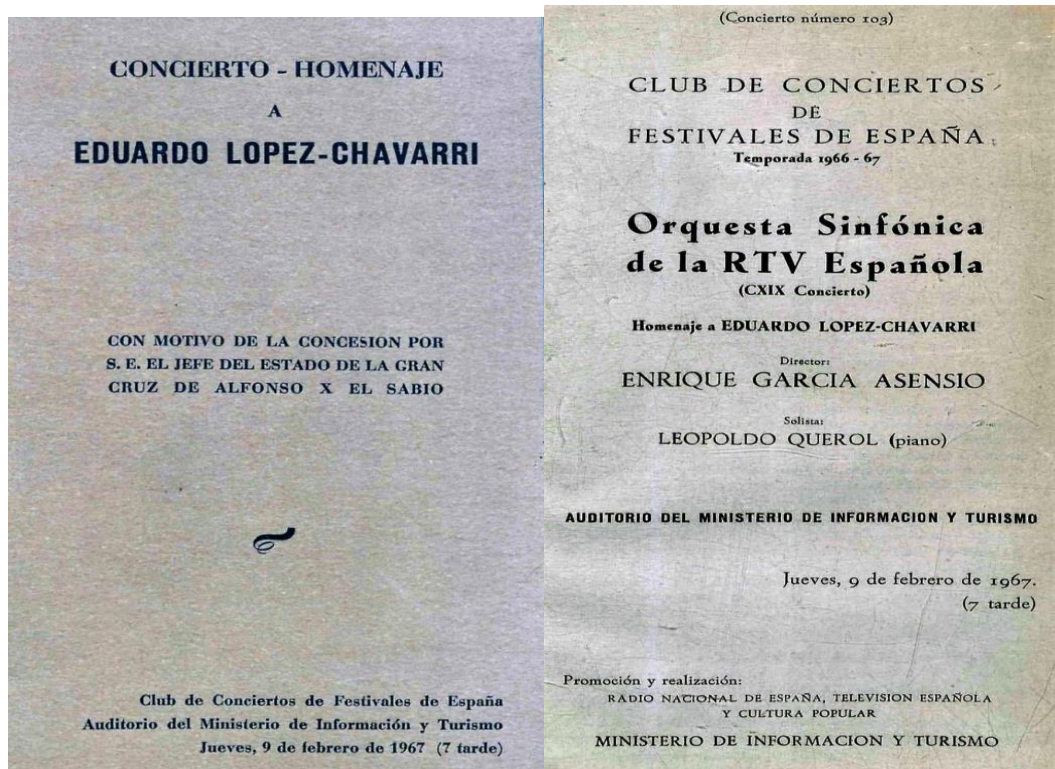 CONCIERTO - HOMENAJE
A
EDUARDO LOPEZ-CHAVARRI
CON MOTIVO DE LA CONCESION POR
S. E. EL JEFE DEL ESTADO DE LA GRAN
CRUZ DE ALFONSO X EL SABIO
Club de Conciertos de Festivales de España
Auditorio del Ministerio de Información y Turismo
Jueves, 9 de febrero de 1967 (7 tarde)
(Concierto número 103)
CLUB DE CONCIERTOS
DE
FESTIVALES DE ESPAÑA
Temporada 1966 - 67
Orquesta Sinfónica
de la RTV Española
(CXIX Concierto)
Homenaje a EDUARDO LOPEZ-CHAVARRI
Director:
ENRIQUE GARCIA ASENSIO
Solista:
LEOPOLDO QUEROL (piano)
AUDITORIO DEL MINISTERIO DE INFORMACION Y TURISMO
Jueves, 9 de febrero de 1967.
(7 tarde)
Promoción y realización:
RADIO NACIONAL DE ESPAÑA, TELEVISION ESPAÑOLA
Y CULTURA POPULAR
MINISTERIO DE INFORMACION Y TURISMO